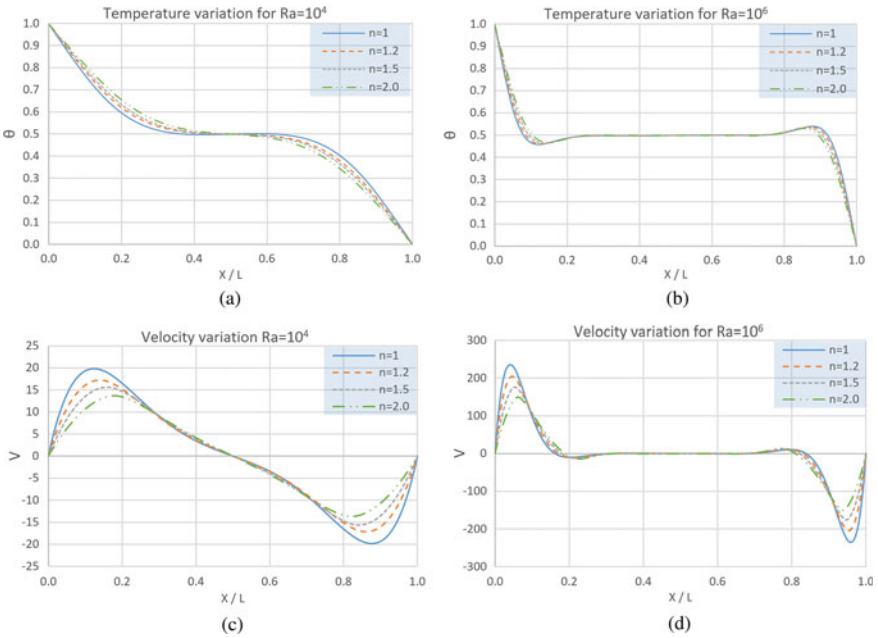 Temperature variation for Ra=10⁴
n=1
n=1.2
n=1.5
n=2.0
1.0
0.9
0.8
0.7
0.6
0.5
0.4
0.3
0.2
0.1
0.0
θ
0.0 0.2 0.4 0.6 0.8 1.0
X / L
(a)
Temperature variation for Ra=10⁶
n=1
n=1.2
n=1.5
n=2.0
1.0
0.9
0.8
0.7
0.6
0.5
0.4
0.3
0.2
0.1
0.0
θ
0.0 0.2 0.4 0.6 0.8 1.0
X / L
(b)
Velocity variation Ra=10⁴
n=1
n=1.2
n=1.5
n=2.0
25
20
15
10
5
0
-5
-10
-15
-20
-25
V
0.0 0.2 0.4 0.6 0.8 1.0
X / L
(c)
Velocity variation for Ra=10⁶
n=1
n=1.2
n=1.5
n=2.0
300
200
100
0
-100
-200
-300
V
0.0 0.2 0.4 0.6 0.8 1.0
X / L
(d)